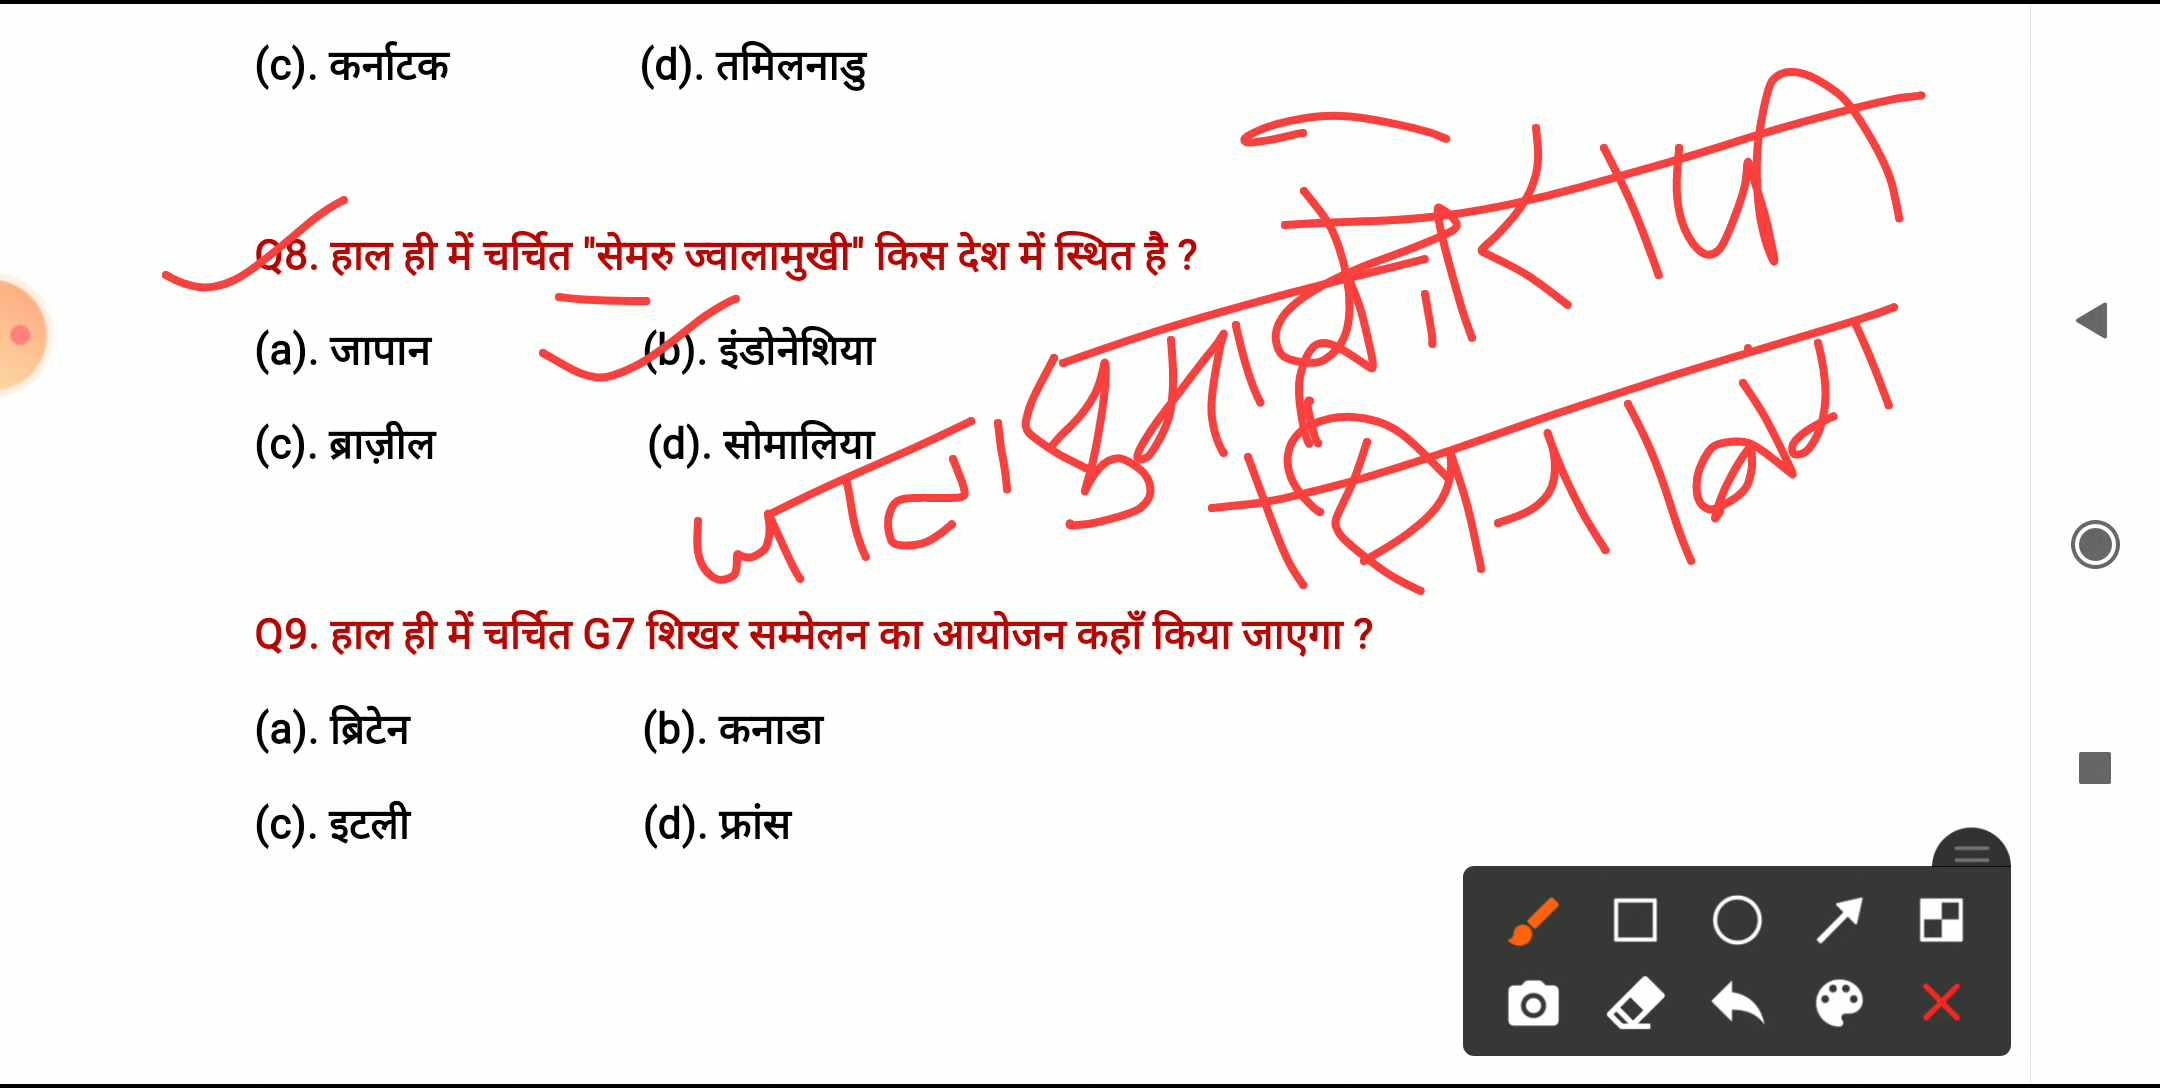 (c). कर्नाटक (d). तमिलनाडु
Q8. हाल ही में चर्चित "सेमरु ज्वालामुखी" किस देश में स्थित है ?
(a). जापान (b). इंडोनेशिया
(c). ब्राज़ील (d). सोमालिया
Q9. हाल ही में चर्चित G7 शिखर सम्मेलन का आयोजन कहाँ किया जाएगा ?
(a). ब्रिटेन (b). कनाडा
(c). इटली (d). फ्रांस